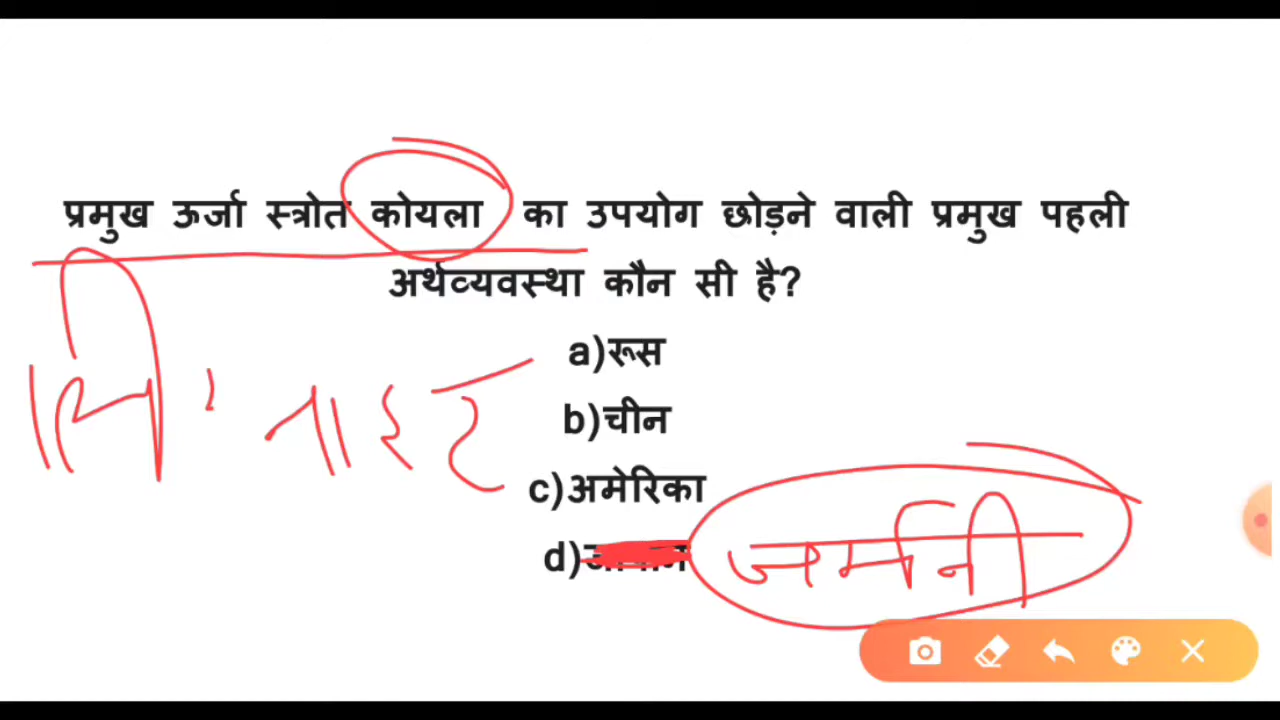 प्रमुख ऊर्जा स्त्रोत कोयला का उपयोग छोड़ने वाली प्रमुख पहली
अर्थव्यवस्था कौन सी है?
a)रूस
b)चीन
c)अमेरिका
d) जर्मनी